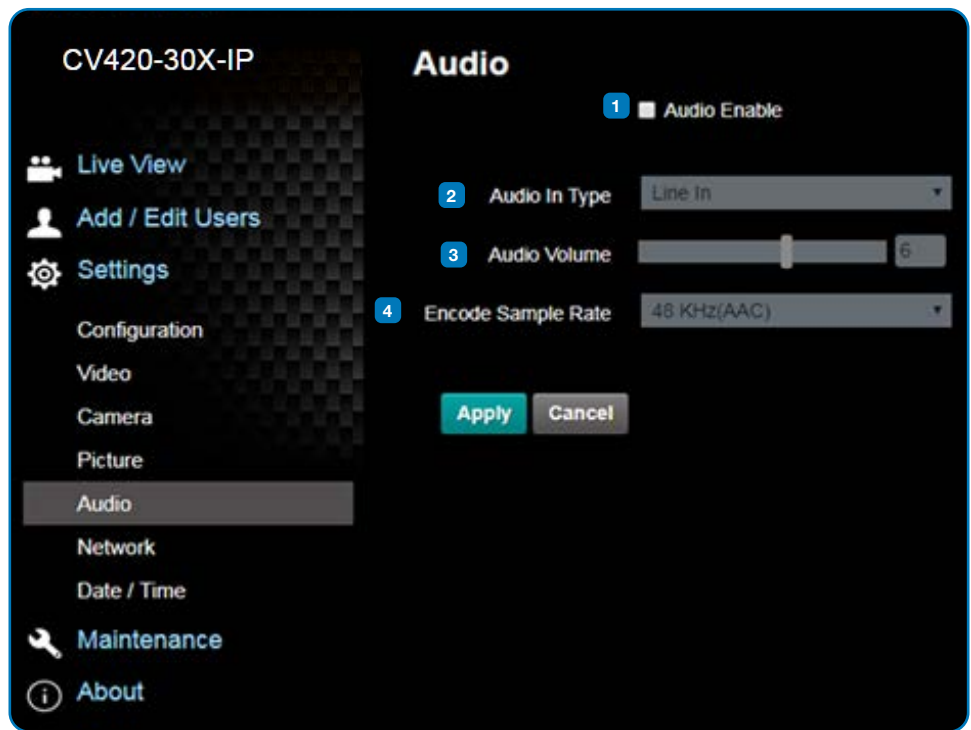 CV420-30X-IP
Live View
Add / Edit Users
Settings
Configuration
Video
Camera
Picture
Audio
Network
Date / Time
Maintenance
About
Audio
1 Audio Enable
2 Audio In Type Line In
3 Audio Volume 6
4 Encode Sample Rate 48 KHz(AAC)
Apply Cancel